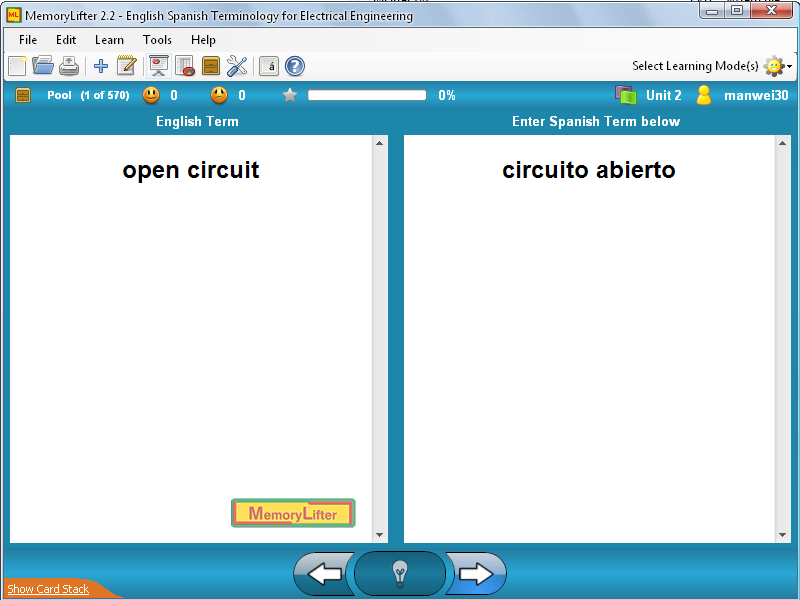 MemoryLifter 2.2 - English Spanish Terminology for Electrical Engineering
File Edit Learn Tools Help
á ? Select Learning Mode(s)
Pool (1 of 570) 0 0 0% Unit 2 manwei30
English Term
Enter Spanish Term below
open circuit
circuito abierto
MemoryLifter
Show Card Stack